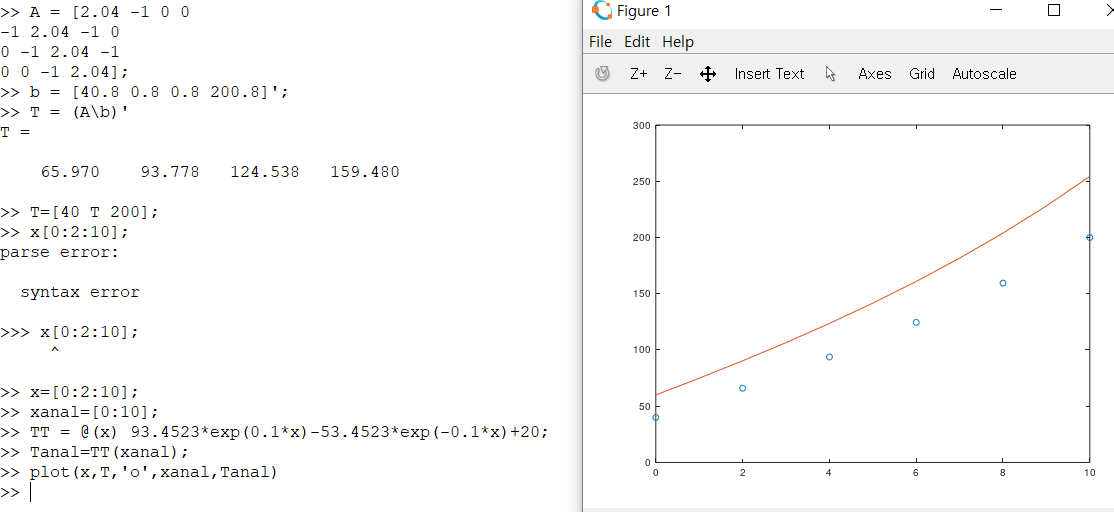 >> A = [2.04 -1 0 0
-1 2.04 -1 0
0 -1 2.04 -1
0 0 -1 2.04];
>> b = [40.8 0.8 0.8 200.8]';
>> T = (A\b)'
T =
65.970 93.778 124.538 159.480
>> T=[40 T 200];
>> x[0:2:10];
parse error:
syntax error
>>> x[0:2:10];
^
>> x=[0:2:10];
>> xanal=[0:10];
>> TT = @(x) 93.4523*exp(0.1*x)-53.4523*exp(-0.1*x)+20;
>> Tanal=TT(xanal);
>> plot(x,T,'o',xanal,Tanal)
>>
Figure 1
File Edit Help
Z+ Z- Insert Text Axes Grid Autoscale
300
250
200
150
100
50
0
0 2 4 6 8 10